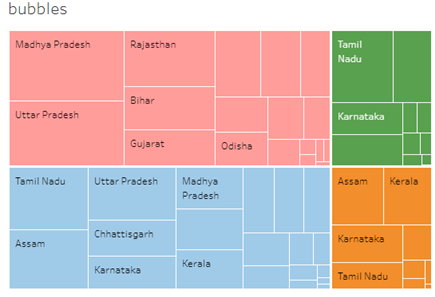 bubbles
Madhya Pradesh
Rajasthan
Bihar
Uttar Pradesh
Gujarat
Odisha
Tamil
Nadu
Karnataka
Tamil Nadu
Uttar Pradesh
Madhya
Pradesh
Assam
Chhattisgarh
Karnataka
Kerala
Assam
Kerala
Karnataka
Tamil Nadu